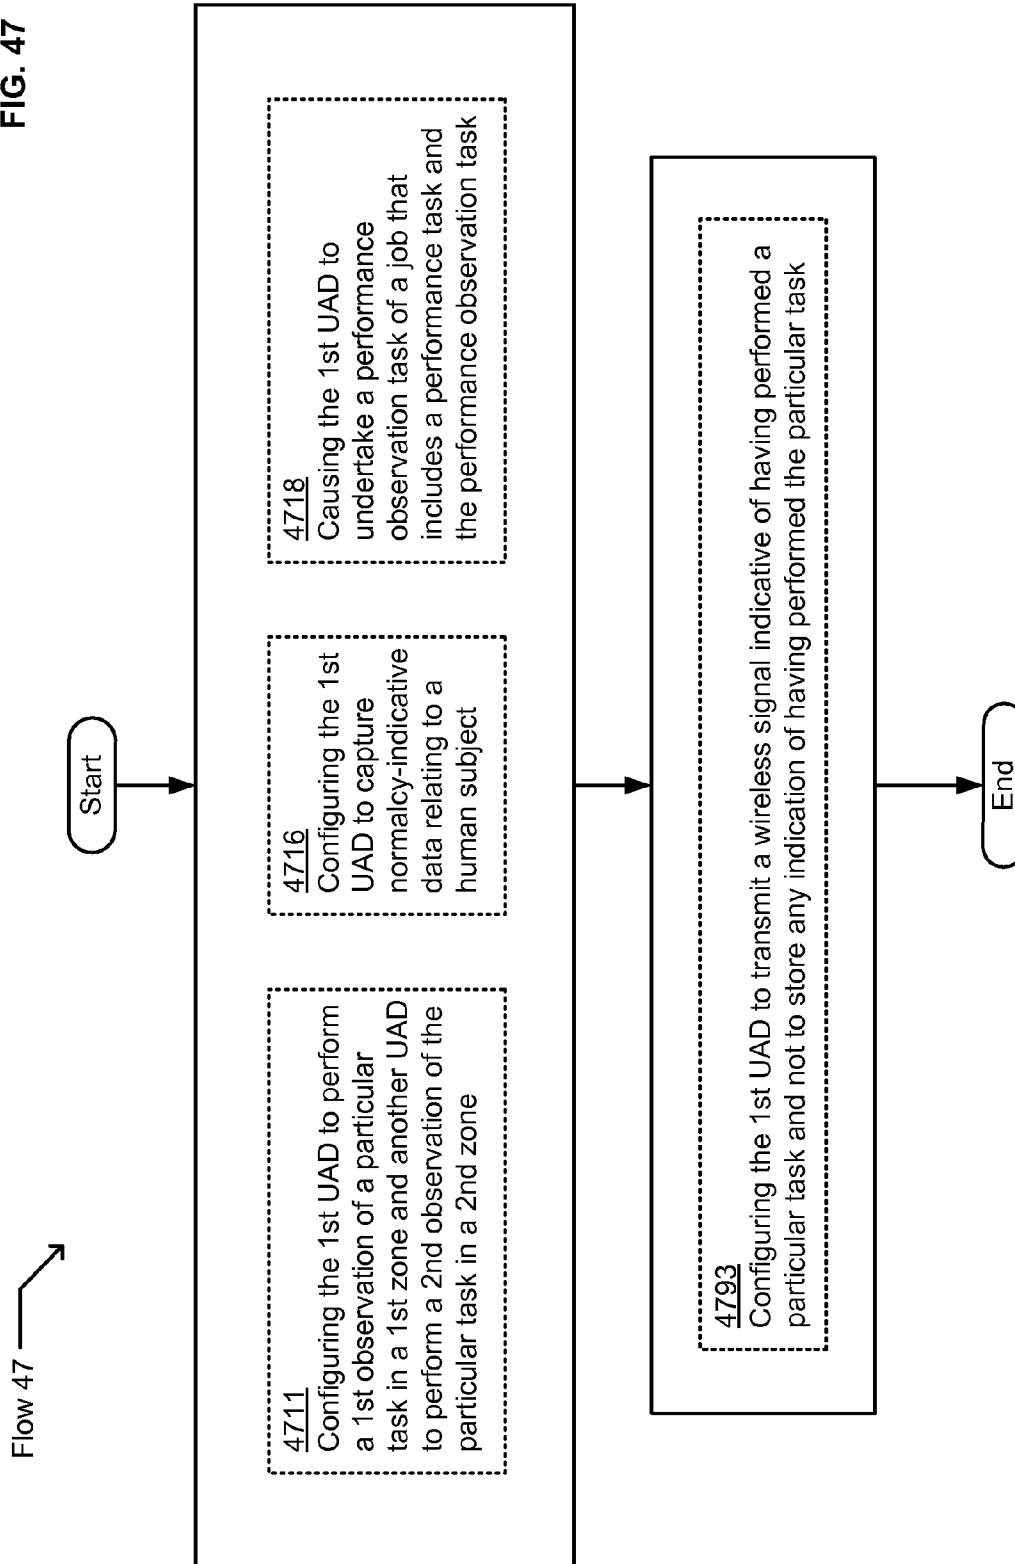 FIG. 47
Flow 47
Start
4711
Configuring the 1st UAD to perform
a 1st observation of a particular
task in a 1st zone and another UAD
to perform a 2nd observation of the
particular task in a 2nd zone
4716
Configuring the 1st
UAD to capture
normalcy-indicative
data relating to a
human subject
4718
Causing the 1st UAD to
undertake a performance
observation task of a job that
includes a performance task and
the performance observation task
4793
Configuring the 1st UAD to transmit a wireless signal indicative of having performed a
particular task and not to store any indication of having performed the particular task
End